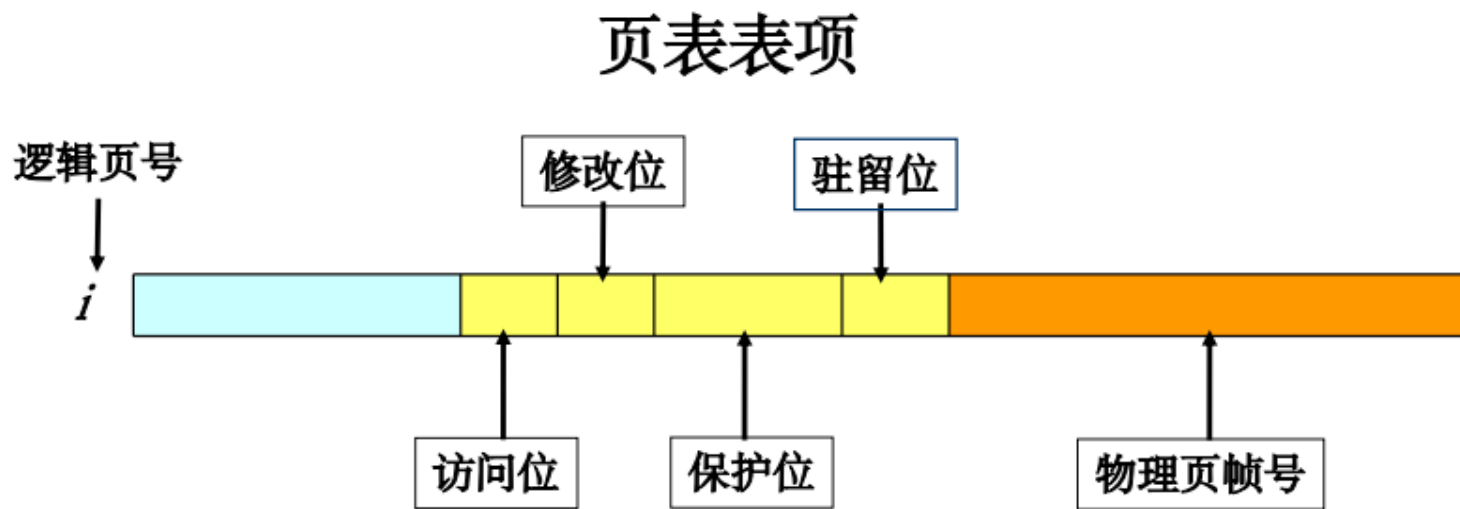 页表表项
逻辑页号
修改位
驻留位
i
访问位
保护位
物理页帧号